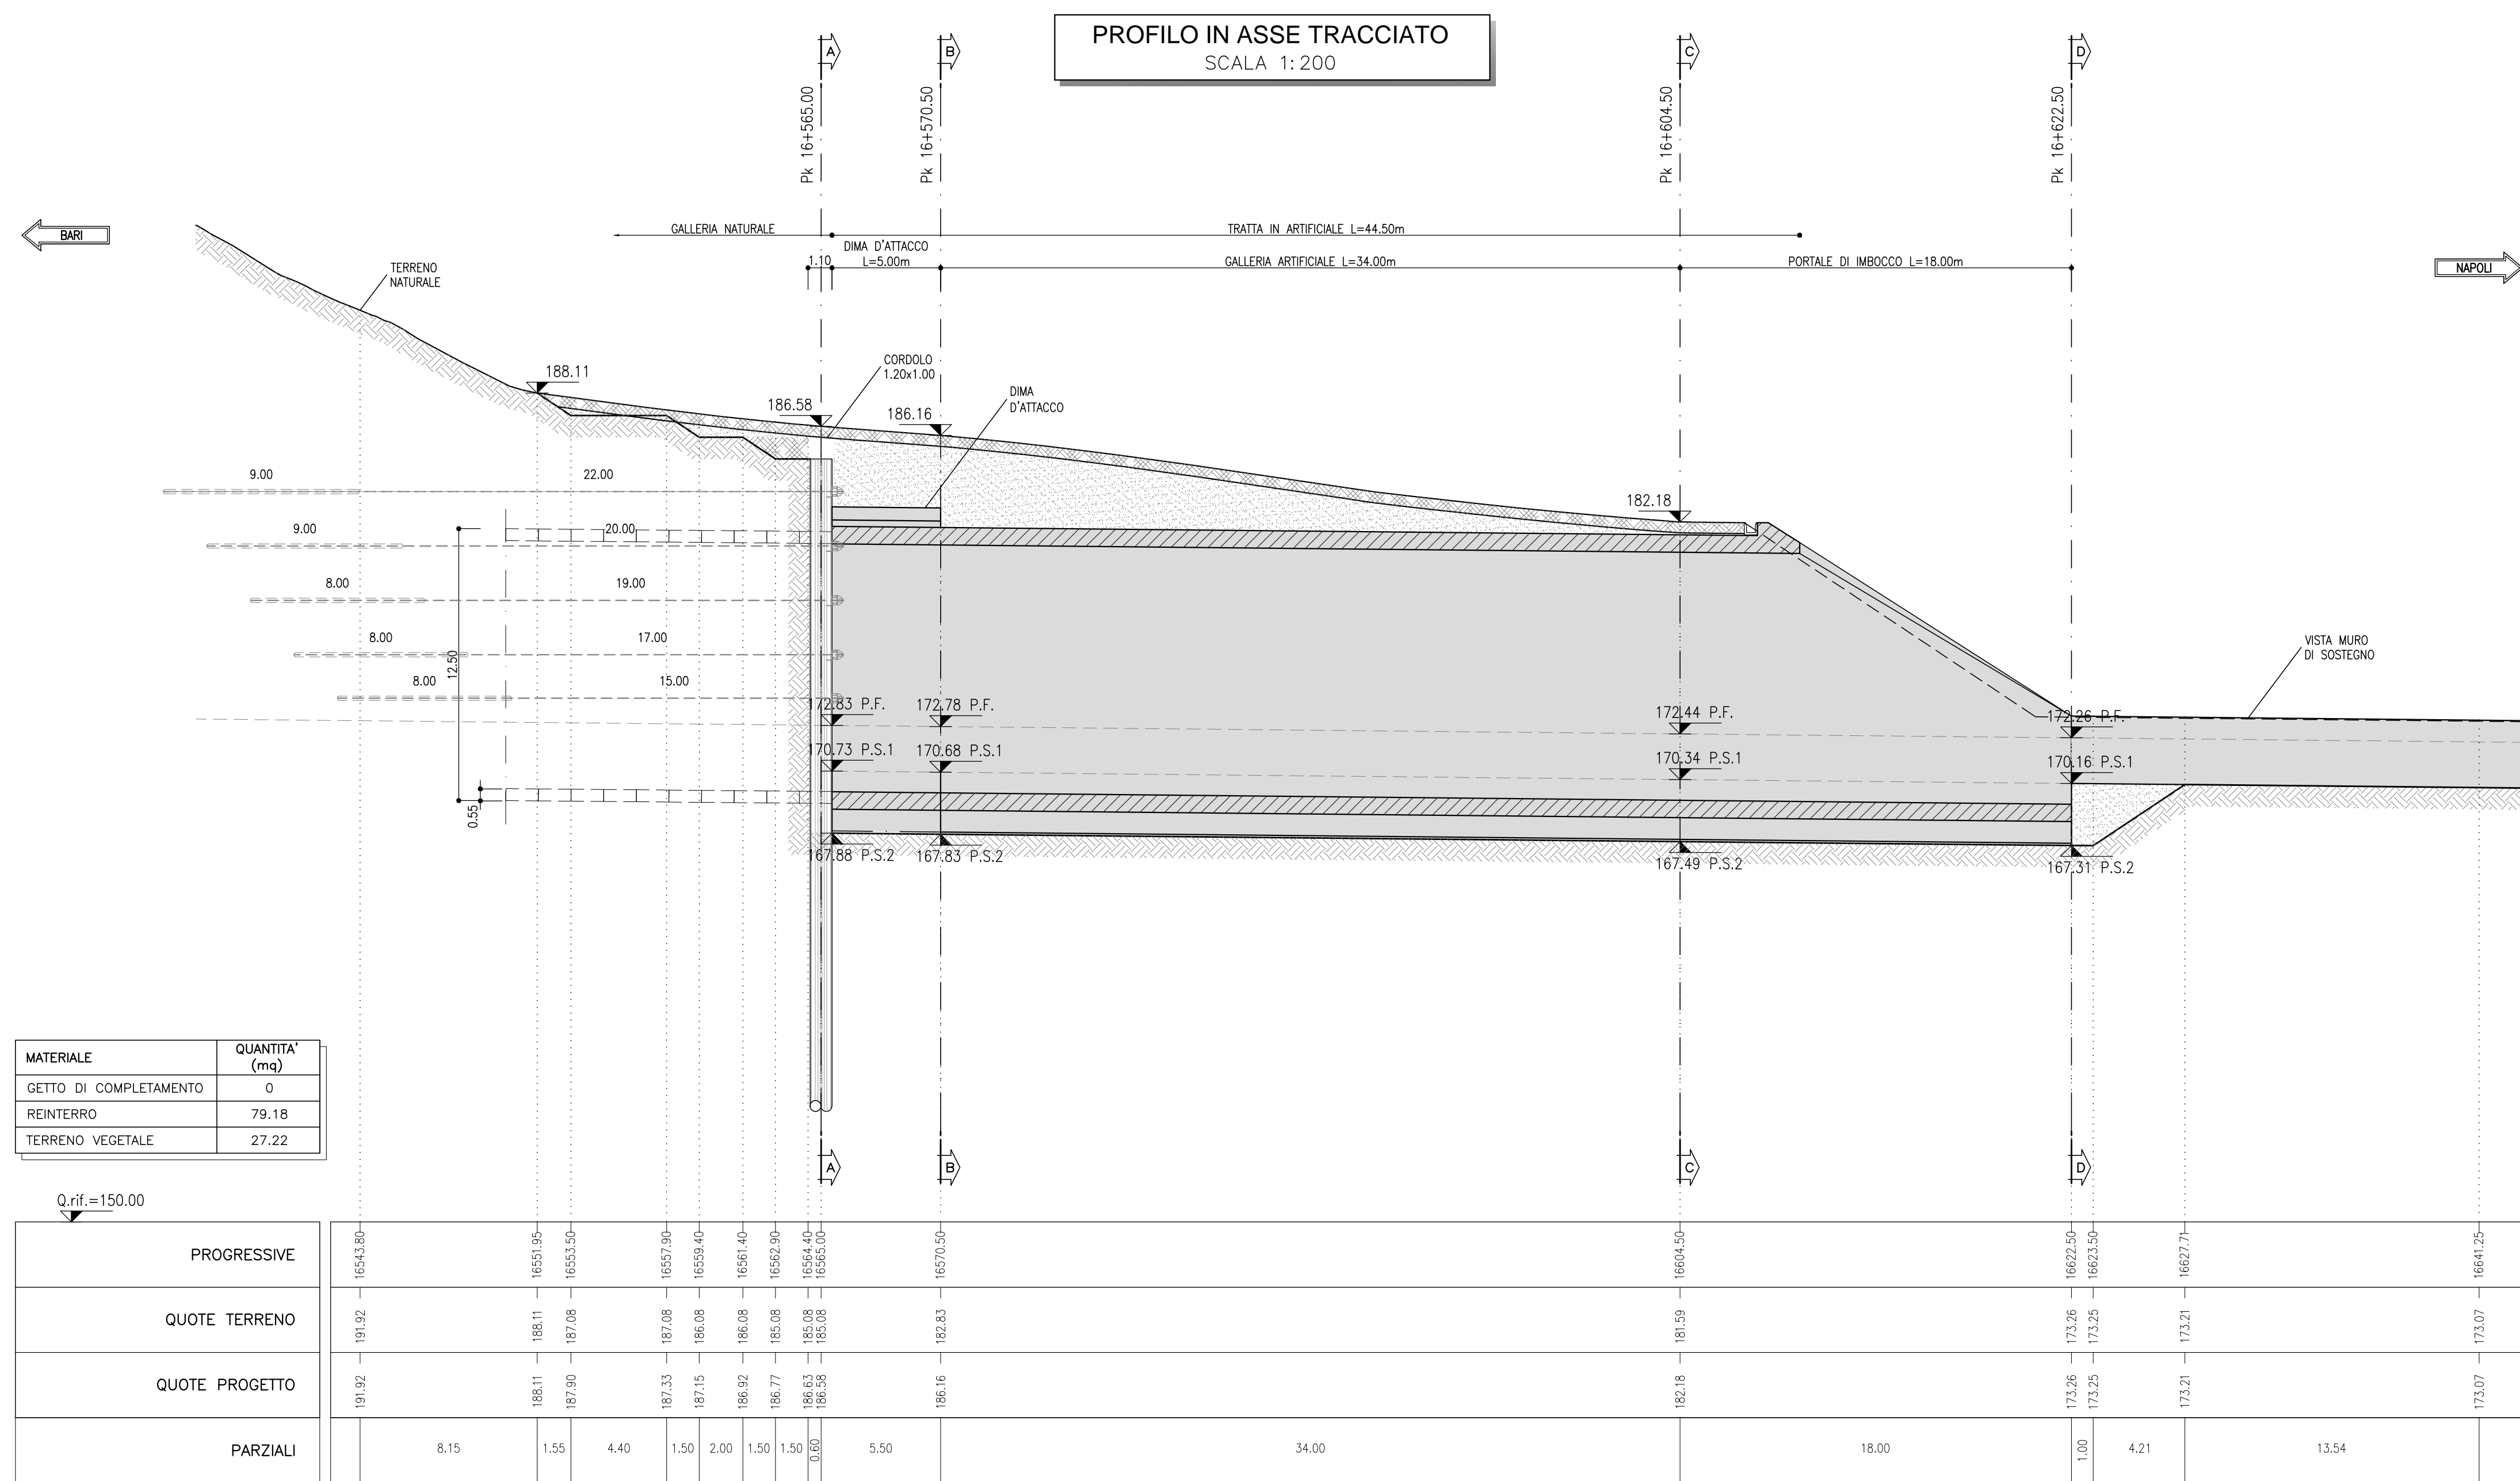 PROFILO IN ASSE TRACCIATO
SCALA 1:200
A
B
C
D
Pk 16+565.00
Pk 16+570.50
Pk 16+604.50
Pk 16+622.50
BARI
NAPOLI
GALLERIA NATURALE
TRATTA IN ARTIFICIALE L=44.50m
DIMA D'ATTACCO
L=5.00m
1.10
GALLERIA ARTIFICIALE L=34.00m
PORTALE DI IMBOCCO L=18.00m
TERRENO
NATURALE
CORDOLO
1.20x1.00
DIMA
D'ATTACCO
188.11
186.58
186.16
182.18
9.00
22.00
9.00
20.00
8.00
19.00
8.00
17.00
8.00
15.00
12.50
0.55
VISTA MURO
DI SOSTEGNO
172.83 P.F.
172.78 P.F.
172.44 P.F.
172.26 P.F.
170.73 P.S.1
170.68 P.S.1
170.34 P.S.1
170.16 P.S.1
167.88 P.S.2
167.83 P.S.2
167.49 P.S.2
167.31 P.S.2
MATERIALE
QUANTITA'
(mq)
GETTO DI COMPLETAMENTO 0
REINTERRO 79.18
TERRENO VEGETALE 27.22
A
B
C
D
Q.rif.=150.00
PROGRESSIVE 16543.80 16551.95 16553.50 16557.90 16559.40 16561.40 16562.90 16564.40 16565.00 16570.50 16604.50 16622.50 16623.50 16627.71 16641.25
QUOTE TERRENO 191.92 188.11 187.08 187.08 186.08 186.08 185.08 185.08 185.08 182.83 181.59 173.26 173.25 173.21 173.07
QUOTE PROGETTO 191.92 188.11 187.90 187.33 187.15 186.92 186.77 186.63 186.58 186.16 182.18 173.26 173.25 173.21 173.07
PARZIALI 8.15 1.55 4.40 1.50 2.00 1.50 1.50 0.60 5.50 34.00 18.00 1.00 4.21 13.54